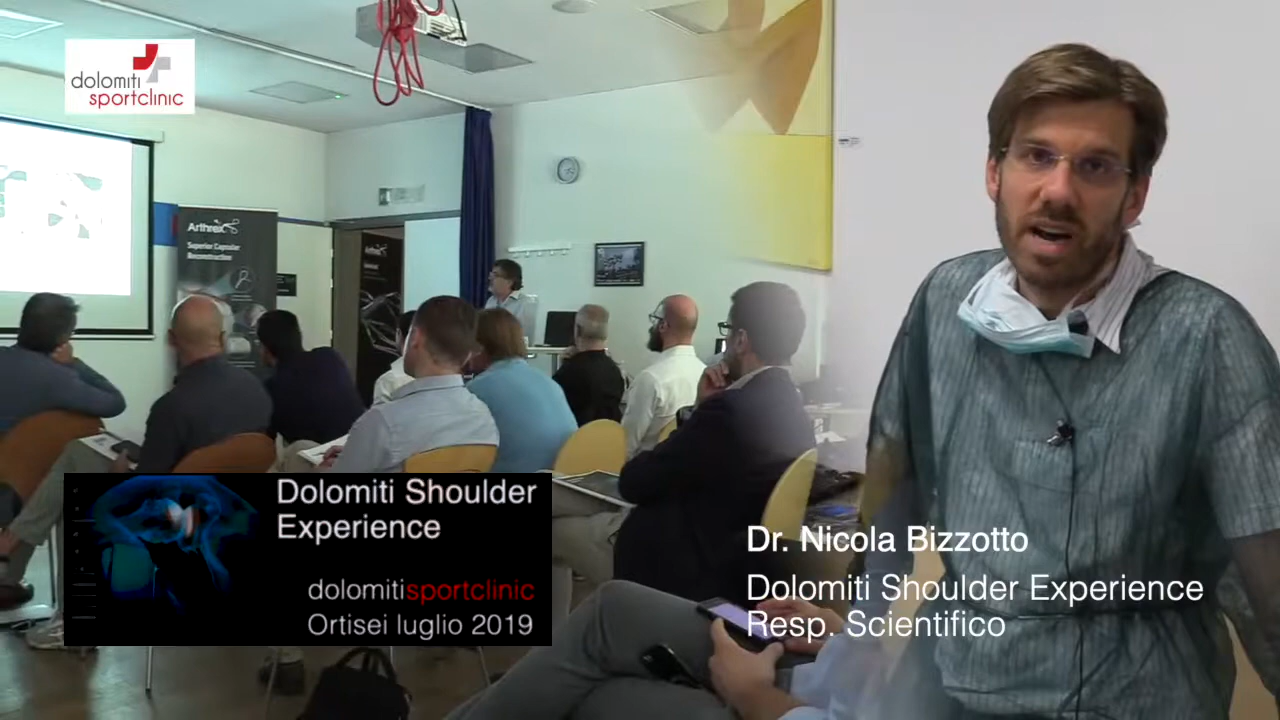 dolomiti
sportclinic
Arthrex
Superior Capsular
Reconstruction
Arthrex
Dolomiti Shoulder
Experience
dolomitisportclinic
Ortisei luglio 2019
Dr. Nicola Bizzotto
Dolomiti Shoulder Experience
Resp. Scientifico